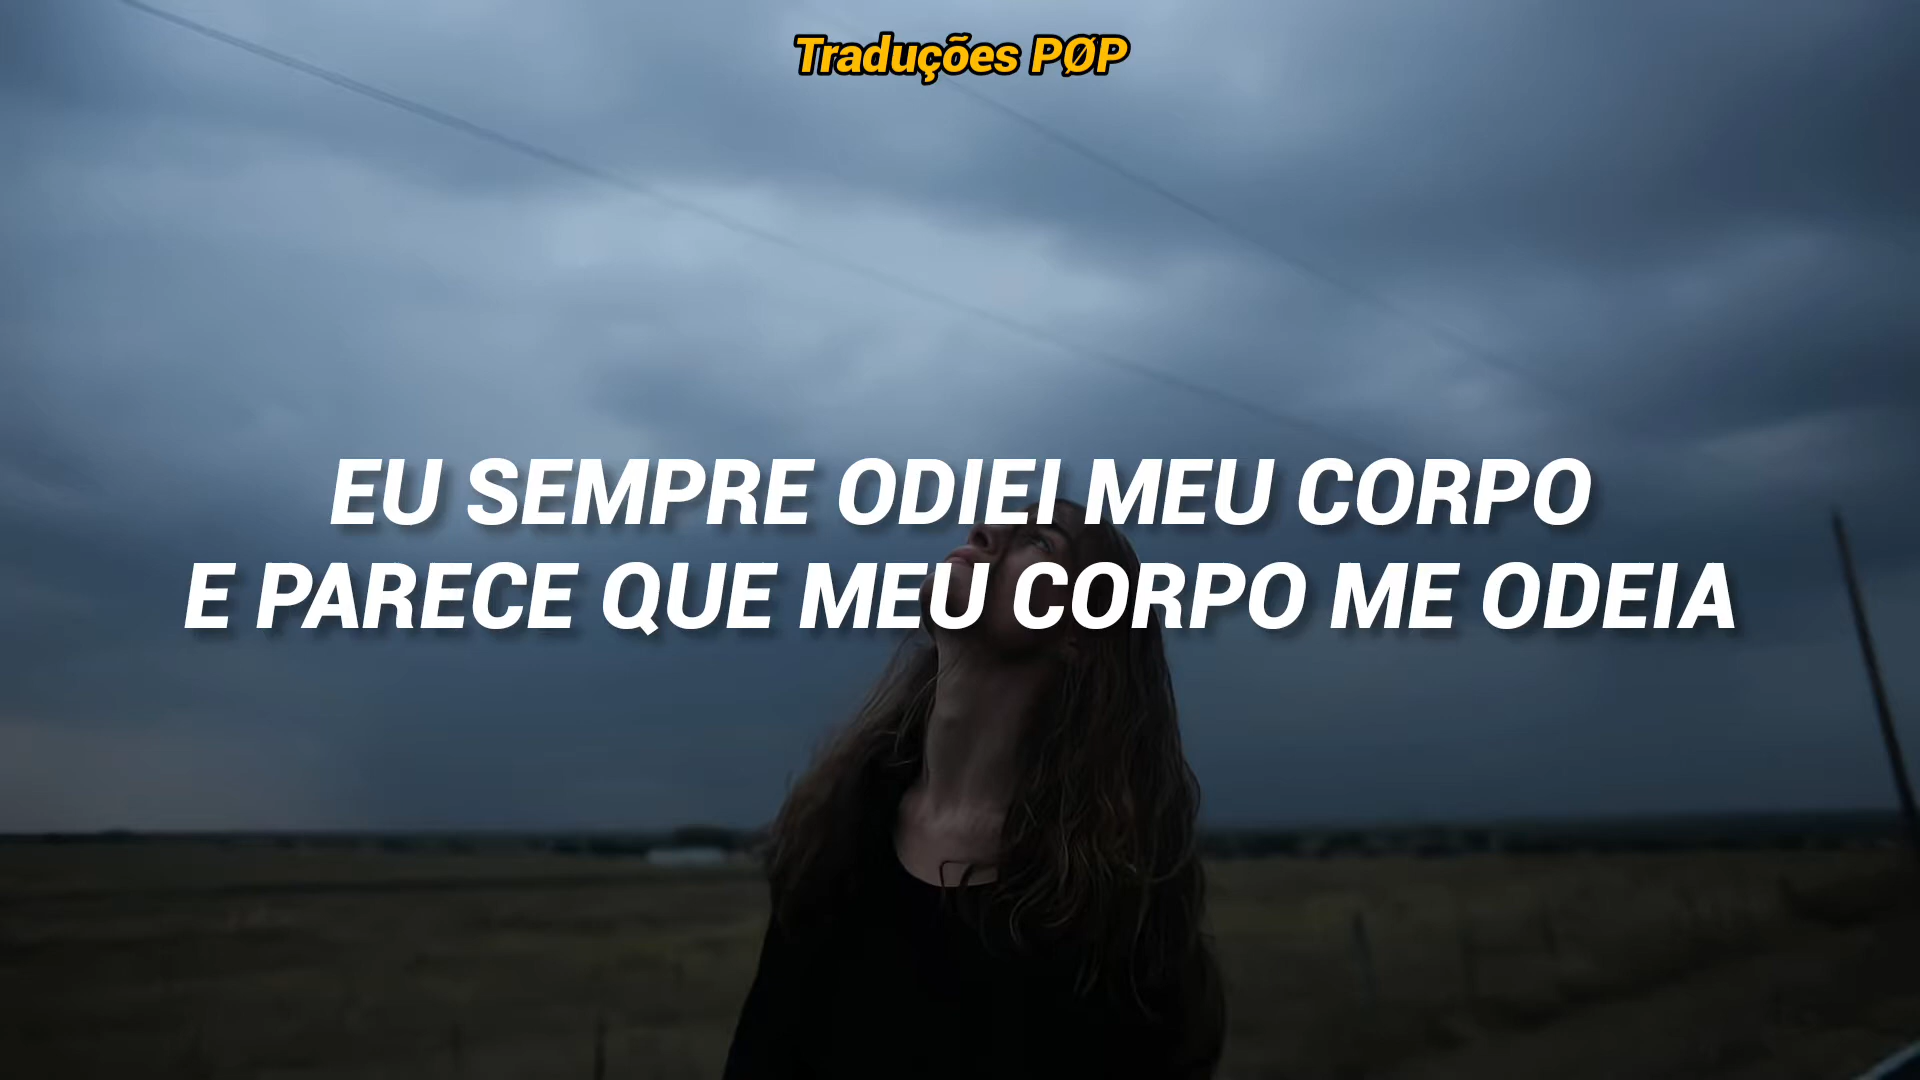 Traduções PØP
EU SEMPRE ODIEI MEU CORPO
E PARECE QUE MEU CORPO ME ODEIA